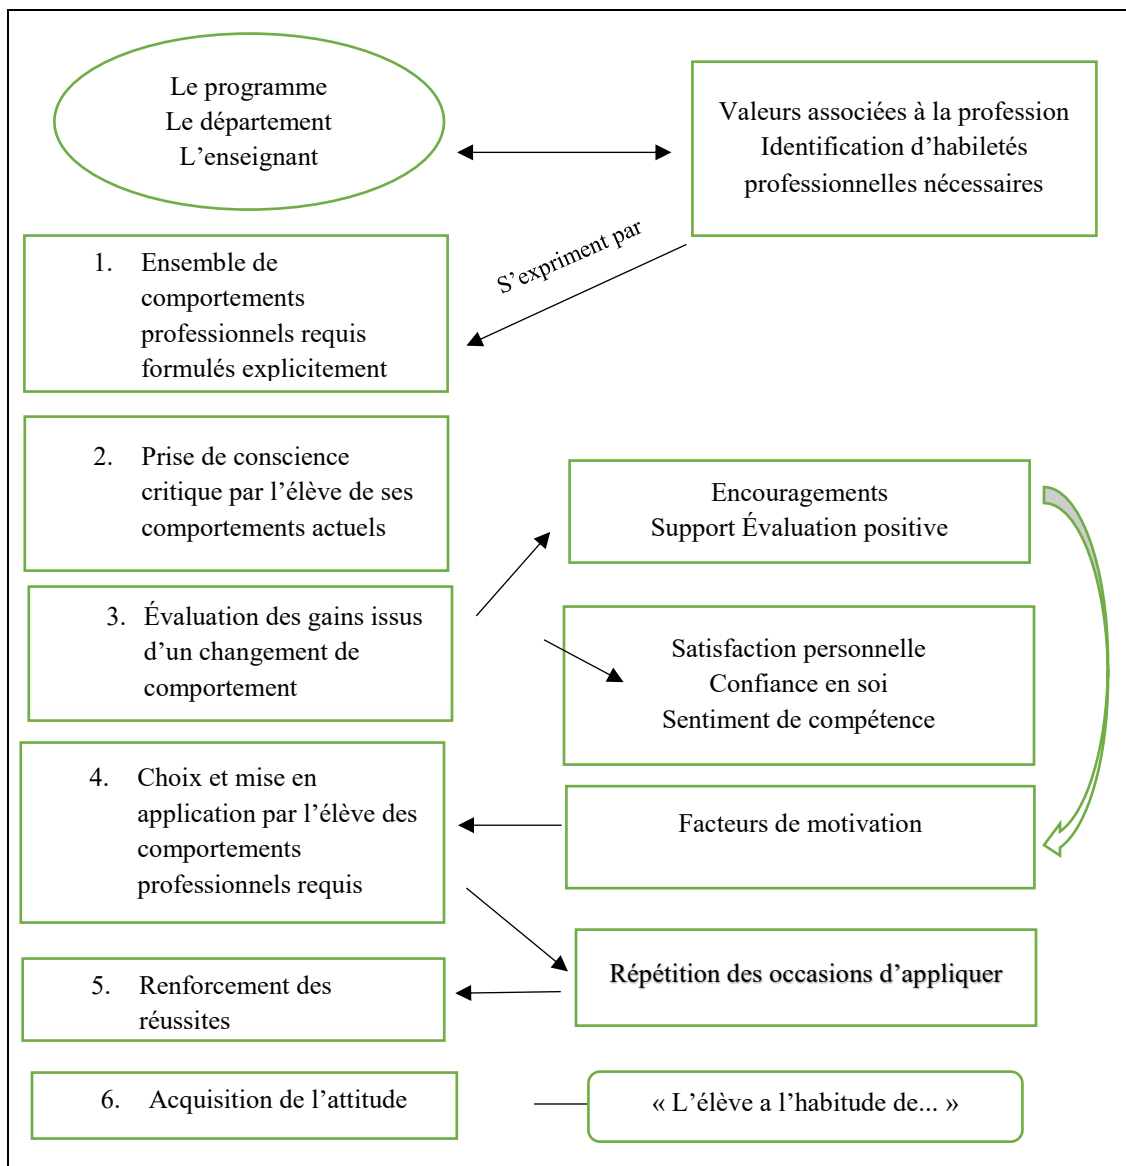 Le programme
Le département
L’enseignant
Valeurs associées à la profession
Identification d’habiletés
professionnelles nécessaires
S’expriment par
1. Ensemble de
comportements
professionnels requis
formulés explicitement
2. Prise de conscience
critique par l’élève de ses
comportements actuels
Encouragements
Support Évaluation positive
3. Évaluation des gains issus
d’un changement de
comportement
Satisfaction personnelle
Confiance en soi
Sentiment de compétence
4. Choix et mise en
application par l’élève des
comportements
professionnels requis
Facteurs de motivation
Répétition des occasions d’appliquer
5. Renforcement des
réussites
6. Acquisition de l’attitude
« L’élève a l’habitude de... »